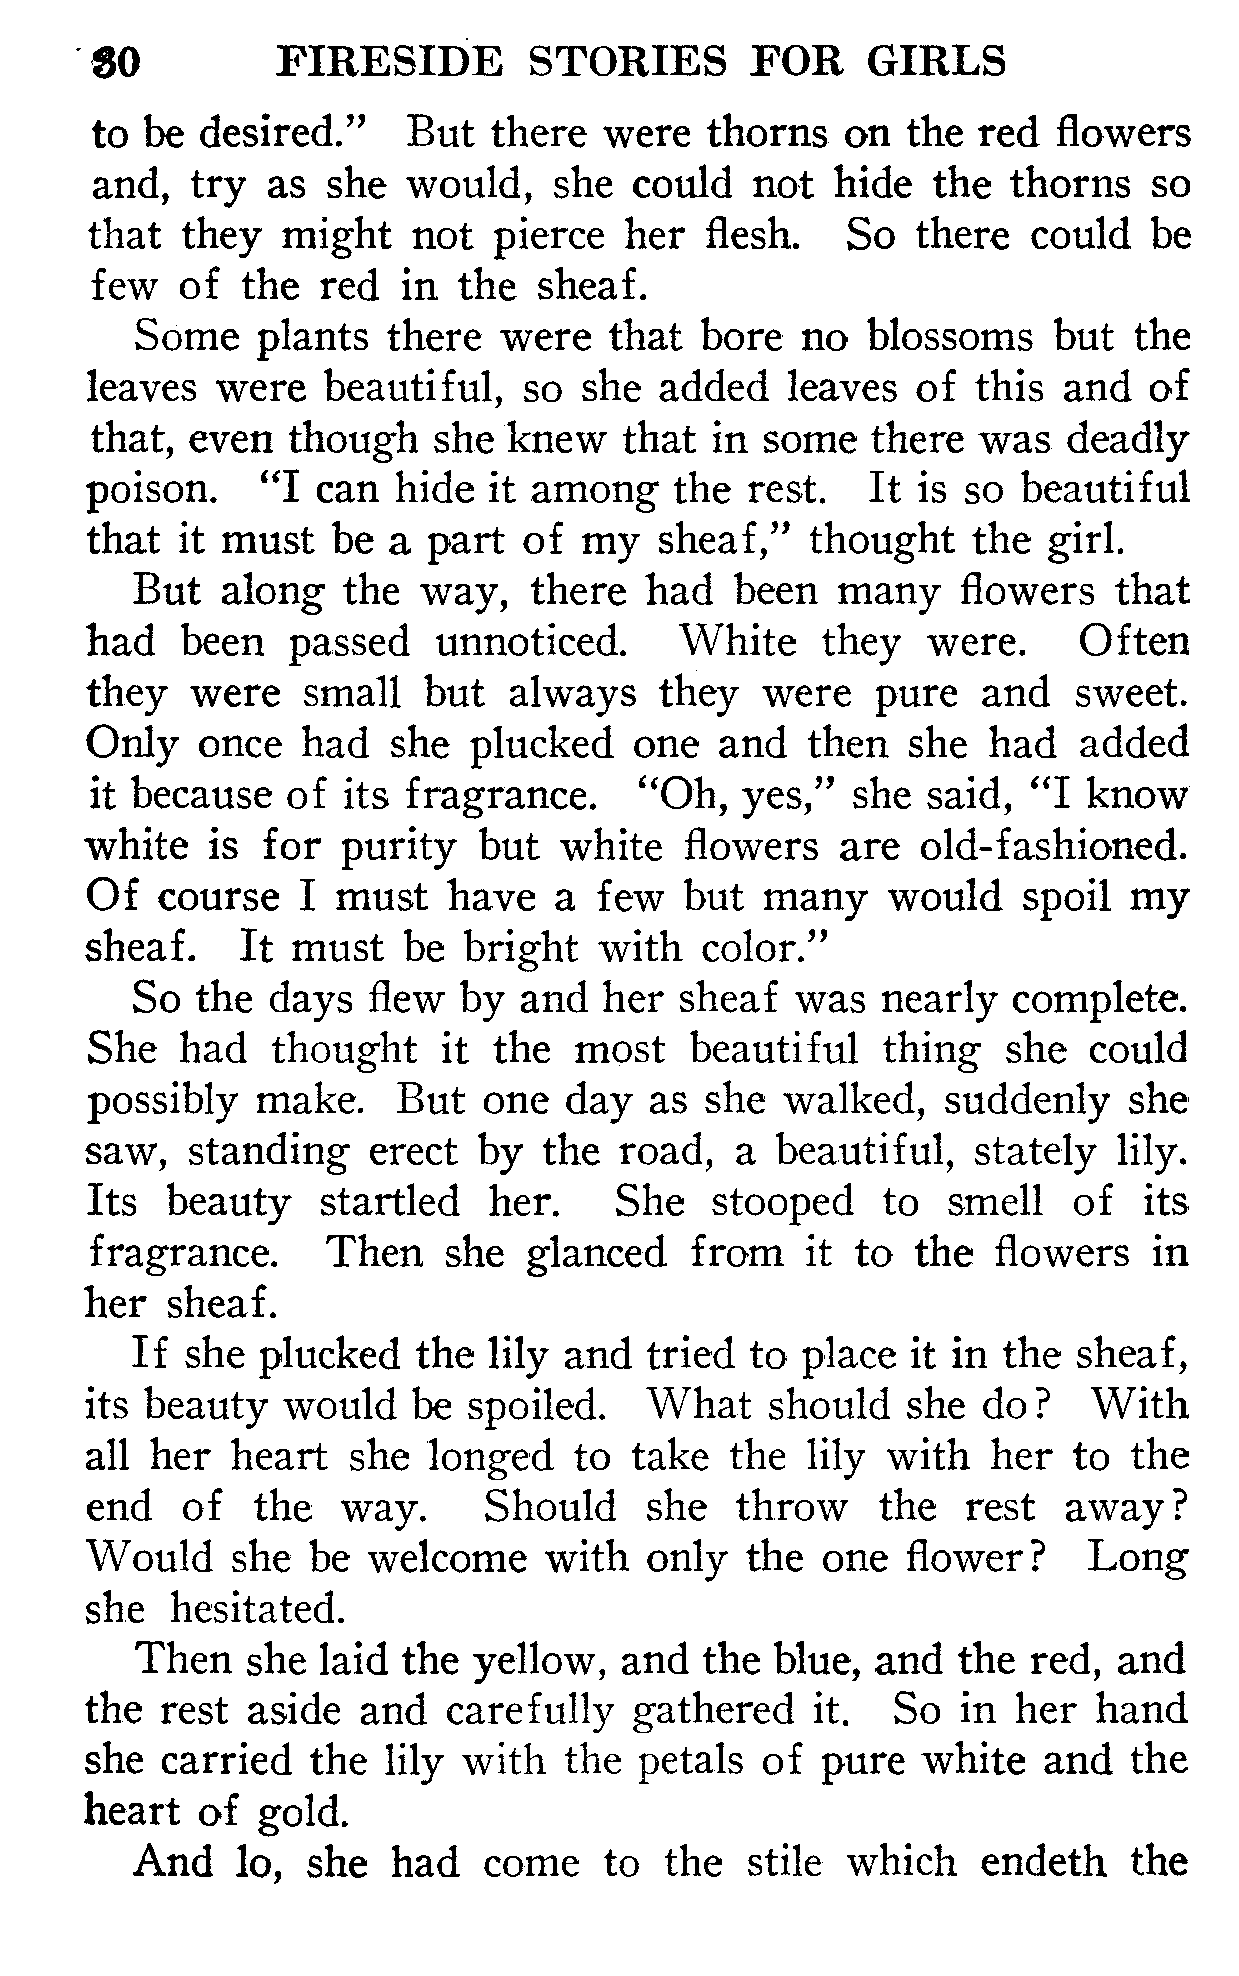 30 FIRESIDE STORIES FOR GIRLS
to be desired.” But there were thorns on the red flowers
and, try as she would, she could not hide the thorns so
that they might not pierce her flesh. So there could be
few of the red in the sheaf.
Some plants there were that bore no blossoms but the
leaves were beautiful, so she added leaves of this and of
that, even though she knew that in some there was deadly
poison. “I can hide it among the rest. It is so beautiful
that it must be a part of my sheaf,” thought the girl.
But along the way, there had been many flowers that
had been passed unnoticed. White they were. Often
they were small but always they were pure and sweet.
Only once had she plucked one and then she had added
it because of its fragrance. “Oh, yes,” she said, “I know
white is for purity but white flowers are old-fashioned.
Of course I must have a few but many would spoil my
sheaf. It must be bright with color.”
So the days flew by and her sheaf was nearly complete.
She had thought it the most beautiful thing she could
possibly make. But one day as she walked, suddenly she
saw, standing erect by the road, a beautiful, stately lily.
Its beauty startled her. She stooped to smell of its
fragrance. Then she glanced from it to the flowers in
her sheaf.
If she plucked the lily and tried to place it in the sheaf,
its beauty would be spoiled. What should she do? With
all her heart she longed to take the lily with her to the
end of the way. Should she throw the rest away?
Would she be welcome with only the one flower? Long
she hesitated.
Then she laid the yellow, and the blue, and the red, and
the rest aside and carefully gathered it. So in her hand
she carried the lily with the petals of pure white and the
heart of gold.
And lo, she had come to the stile which endeth the